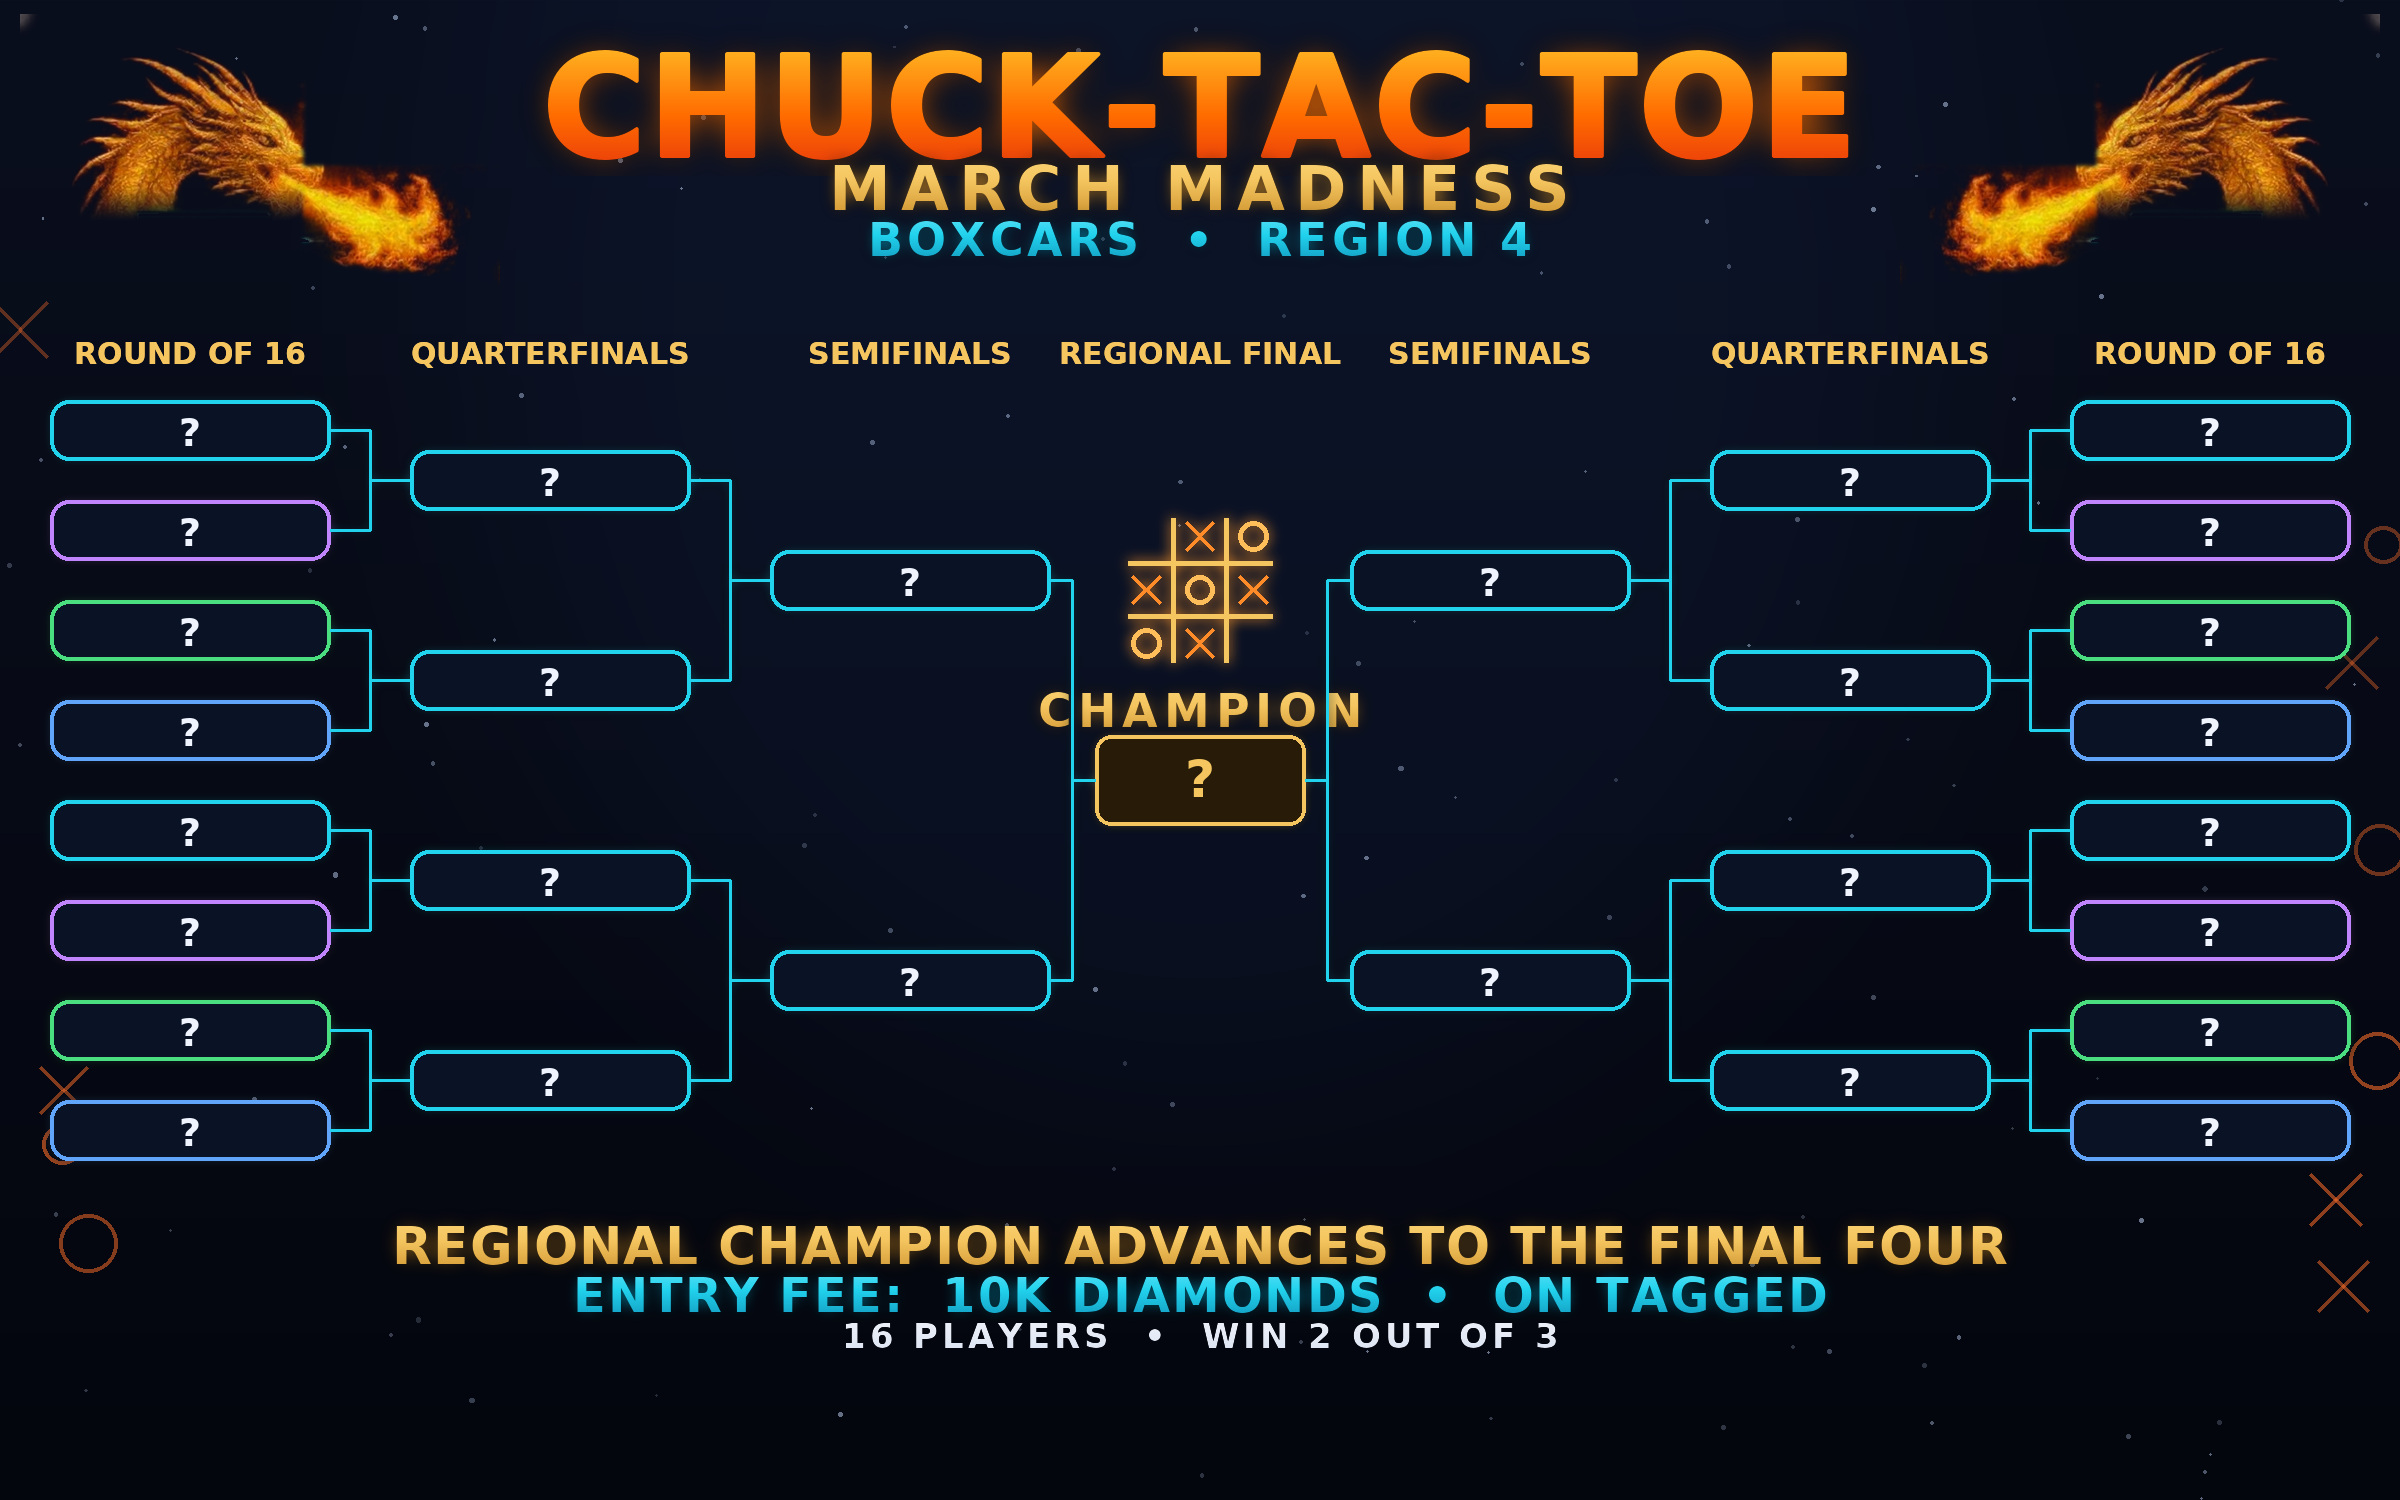 CHUCK-TAC-TOE
MARCH MADNESS
BOXCARS • REGION 4
ROUND OF 16 QUARTERFINALS SEMIFINALS REGIONAL FINAL SEMIFINALS QUARTERFINALS ROUND OF 16
? ?
? ?
? ?
? ?
? ?
? ?
? ?
CHAMPION
? ?
?
? ?
? ?
? ?
? ?
? ?
? ?
? ?
? ?
REGIONAL CHAMPION ADVANCES TO THE FINAL FOUR
ENTRY FEE: 10K DIAMONDS • ON TAGGED
16 PLAYERS • WIN 2 OUT OF 3